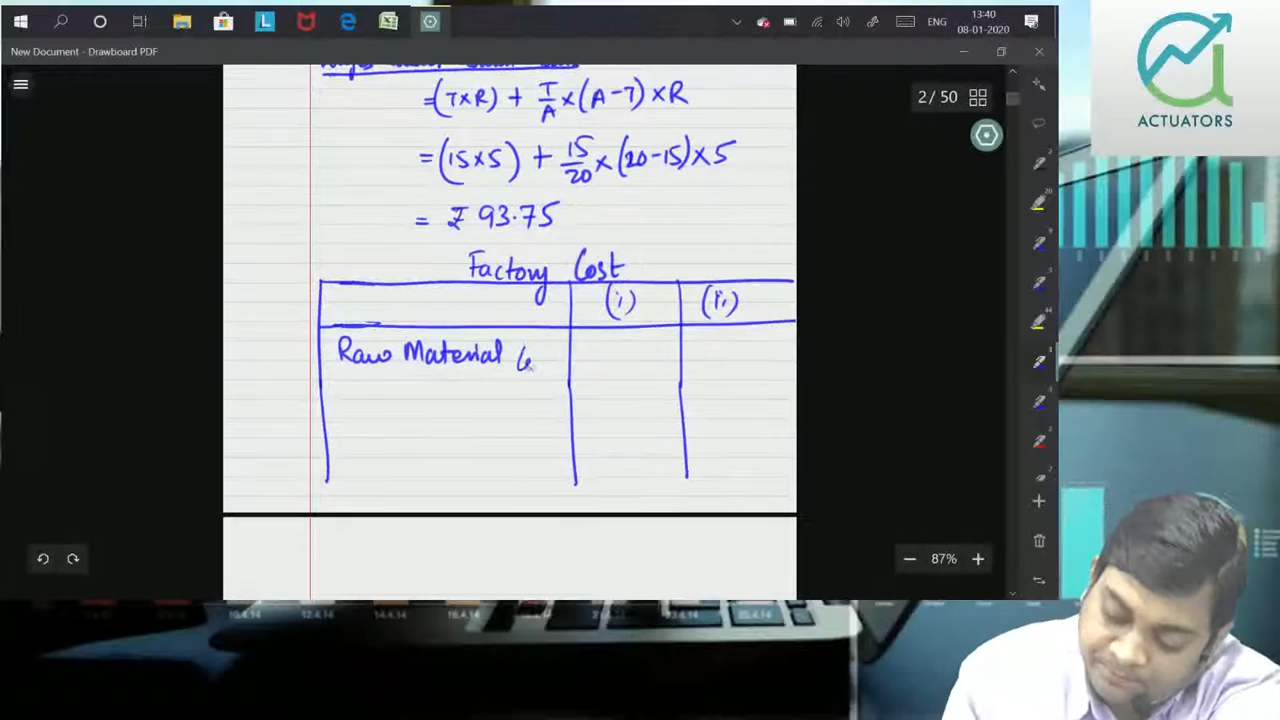 13:40
ENG
08-01-2020
New Document - Drawboard PDF
2 / 50
ACTUATORS
=(T×R) + T/A×(A-T)×R
=(15×5) + 15/20×(20-15)×5
= ₹ 93.75
Factory Cost
(i) (ii)
Raw Material
87%